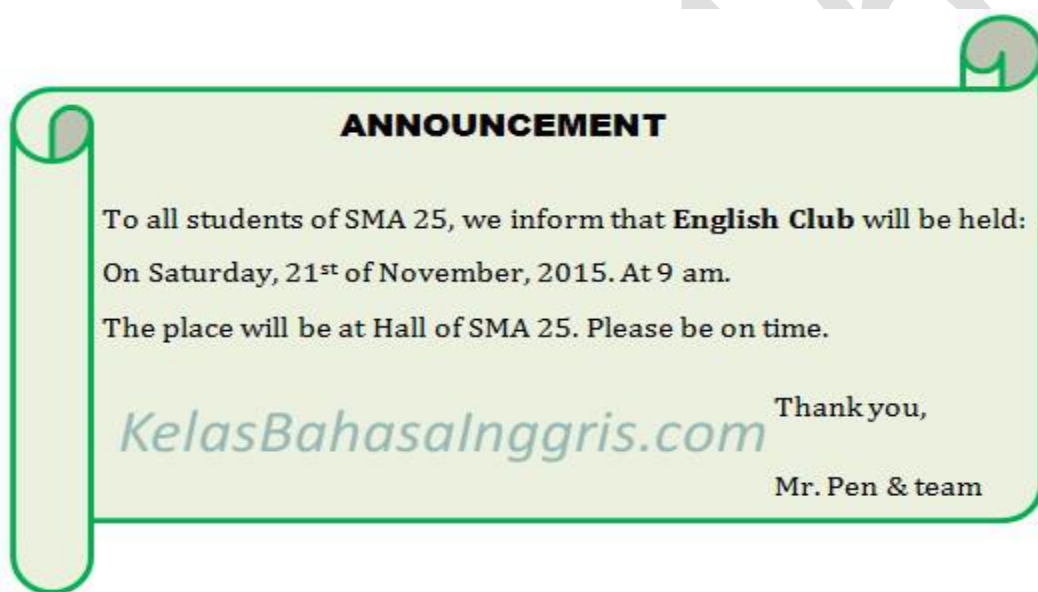 ANNOUNCEMENT
To all students of SMA 25, we inform that English Club will be held:
On Saturday, 21st of November, 2015. At 9 am.
The place will be at Hall of SMA 25. Please be on time.
Thank you,
KelasBahasaInggris.com
Mr. Pen & team